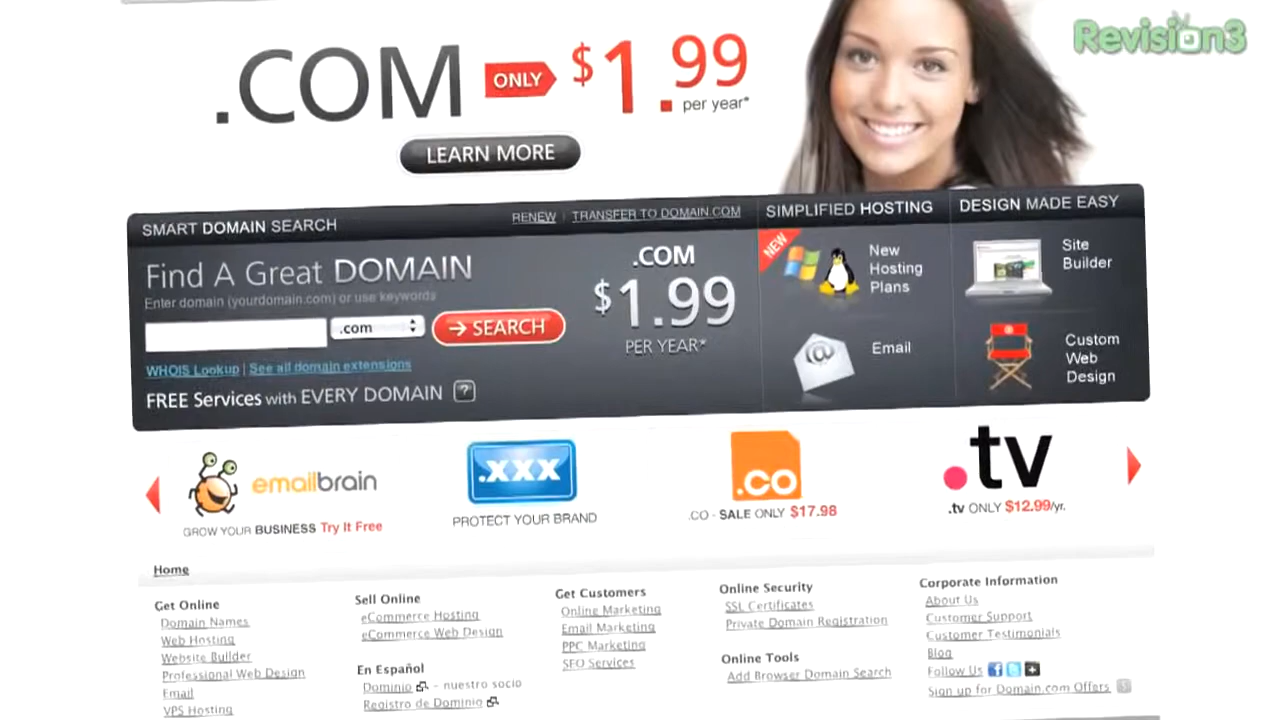 Revision3
.COM ONLY $1.99
per year*
LEARN MORE
SMART DOMAIN SEARCH
RENEW | TRANSFER TO DOMAIN.COM
Find A Great DOMAIN
Enter domain (yourdomain.com) or use keywords
.com
SEARCH
WHOIS Lookup | See all domain extensions
FREE Services with EVERY DOMAIN ?
.COM
$1.99
PER YEAR*
SIMPLIFIED HOSTING
NEW
New
Hosting
Plans
@
Email
DESIGN MADE EASY
Site
Builder
Custom
Web
Design
emailbrain
GROW YOUR BUSINESS Try It Free
.xxx
PROTECT YOUR BRAND
.co
.CO - SALE ONLY $17.98
.tv
.tv ONLY $12.99/yr.
Home
Get Online
Domain Names
Web Hosting
Website Builder
Professional Web Design
Email
VPS Hosting
Sell Online
eCommerce Hosting
eCommerce Web Design
En Español
Dominio - nuestro socio
Registro de Dominio
Get Customers
Online Marketing
Email Marketing
PPC Marketing
SEO Services
Online Security
SSL Certificates
Private Domain Registration
Online Tools
Add Browser Domain Search
Corporate Information
About Us
Customer Support
Customer Testimonials
Blog
Follow Us
Sign up for Domain.com Offers